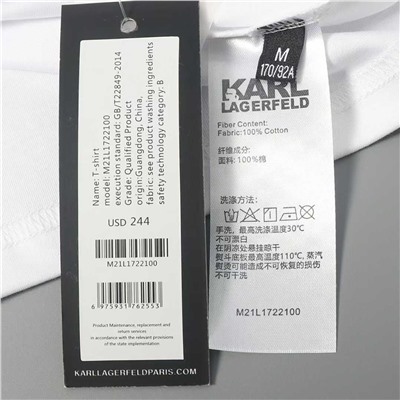 Name: T-shirt
model: M21L1722100
execution standard: GB/T22849-2014
Grade: Qualified Product
origin:Guangdong, China,
fabric: see product washing ingredients
safety technology category: B
USD 244
M21L1722100
6 975931 762553
Product Maintenance, replacement and
return services
in accordance with the relevant provisions of
the state implementation
KARLLAGERFELDPARIS.COM
M
170/92A
KARL
LAGERFELD
Fiber Content:
Fabric:100% Cotton
纤维成分:
面料:100%棉
洗涤方法:
手洗,最高洗涤温度30℃
不可漂白
在阴凉处悬挂晾干
熨斗底板最高温度110℃,蒸汽
熨烫可能造成不可恢复的损伤
不可干洗
M21L1722100